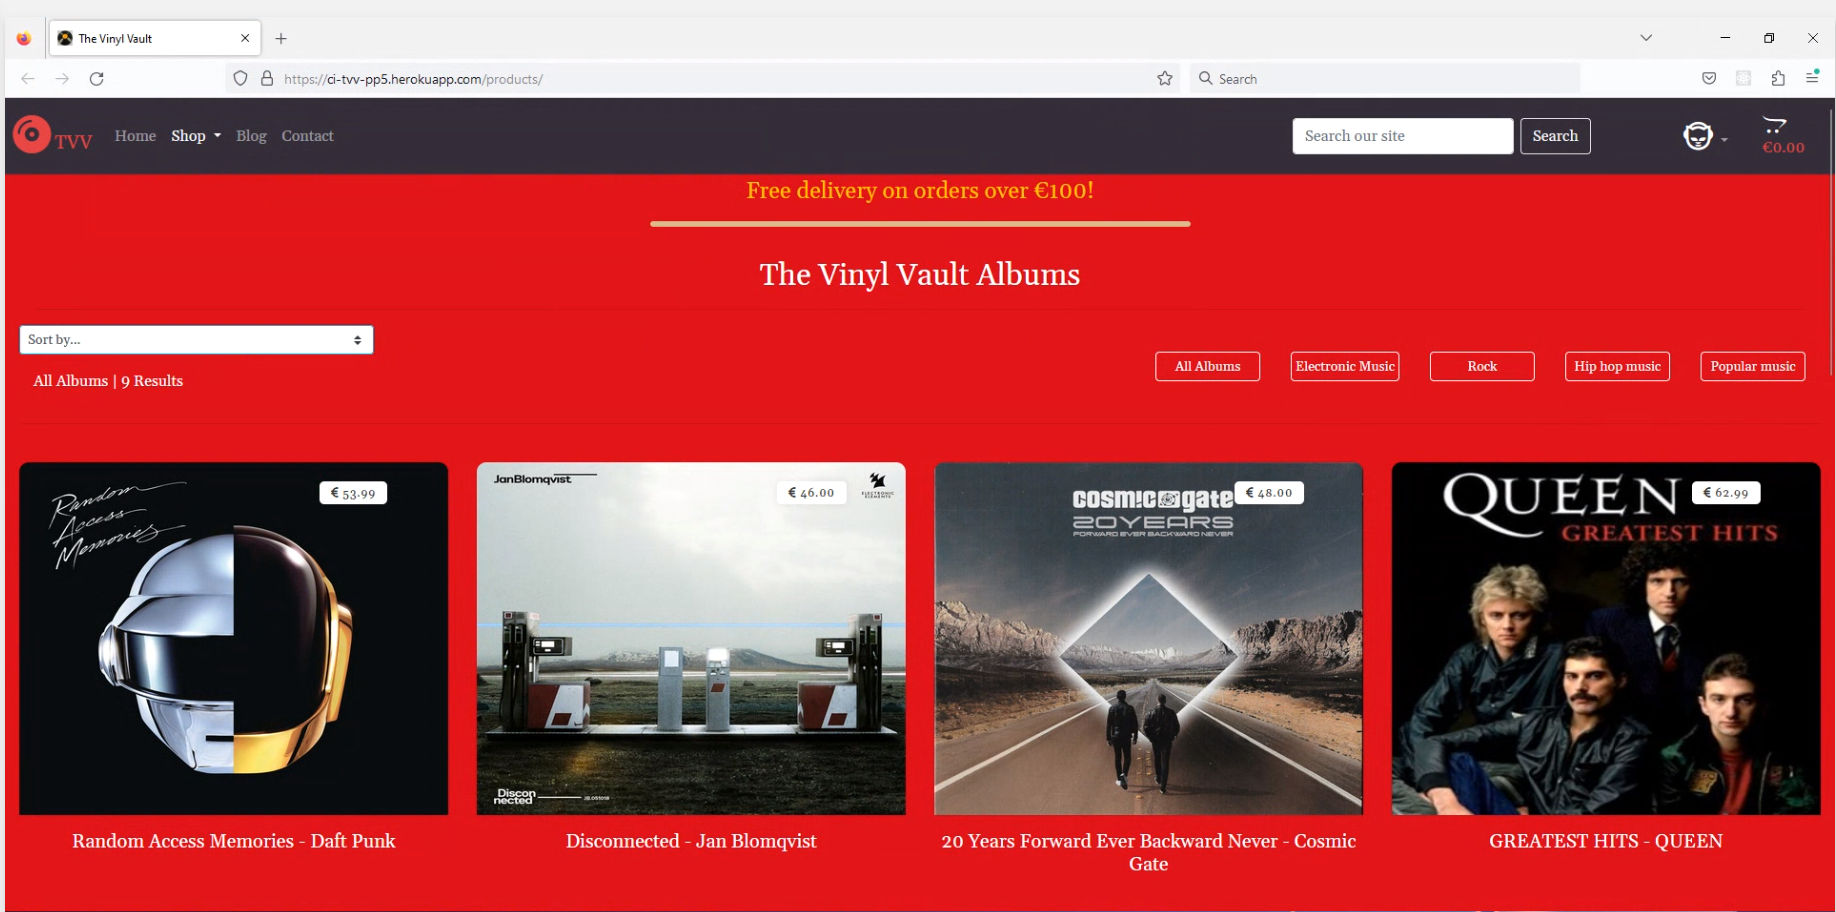 The Vinyl Vault
https://ci-tvv-pp5.herokuapp.com/products/
Search
TVV
Home
Shop
Blog
Contact
Search our site
Search
€0.00
Free delivery on orders over €100!
The Vinyl Vault Albums
Sort by...
All Albums | 9 Results
All Albums
Electronic Music
Rock
Hip hop music
Popular music
Random
Access
Memories
€ 53.99
JanBlomqvist
€ 46.00
ELECTRONIC
ELEMENTS
Discon
nected
cosmic gate
20YEARS
FORWARD EVER BACKWARD NEVER
€ 48.00
QUEEN
GREATEST HITS
€ 62.99
Random Access Memories - Daft Punk
Disconnected - Jan Blomqvist
20 Years Forward Ever Backward Never - Cosmic
Gate
GREATEST HITS - QUEEN